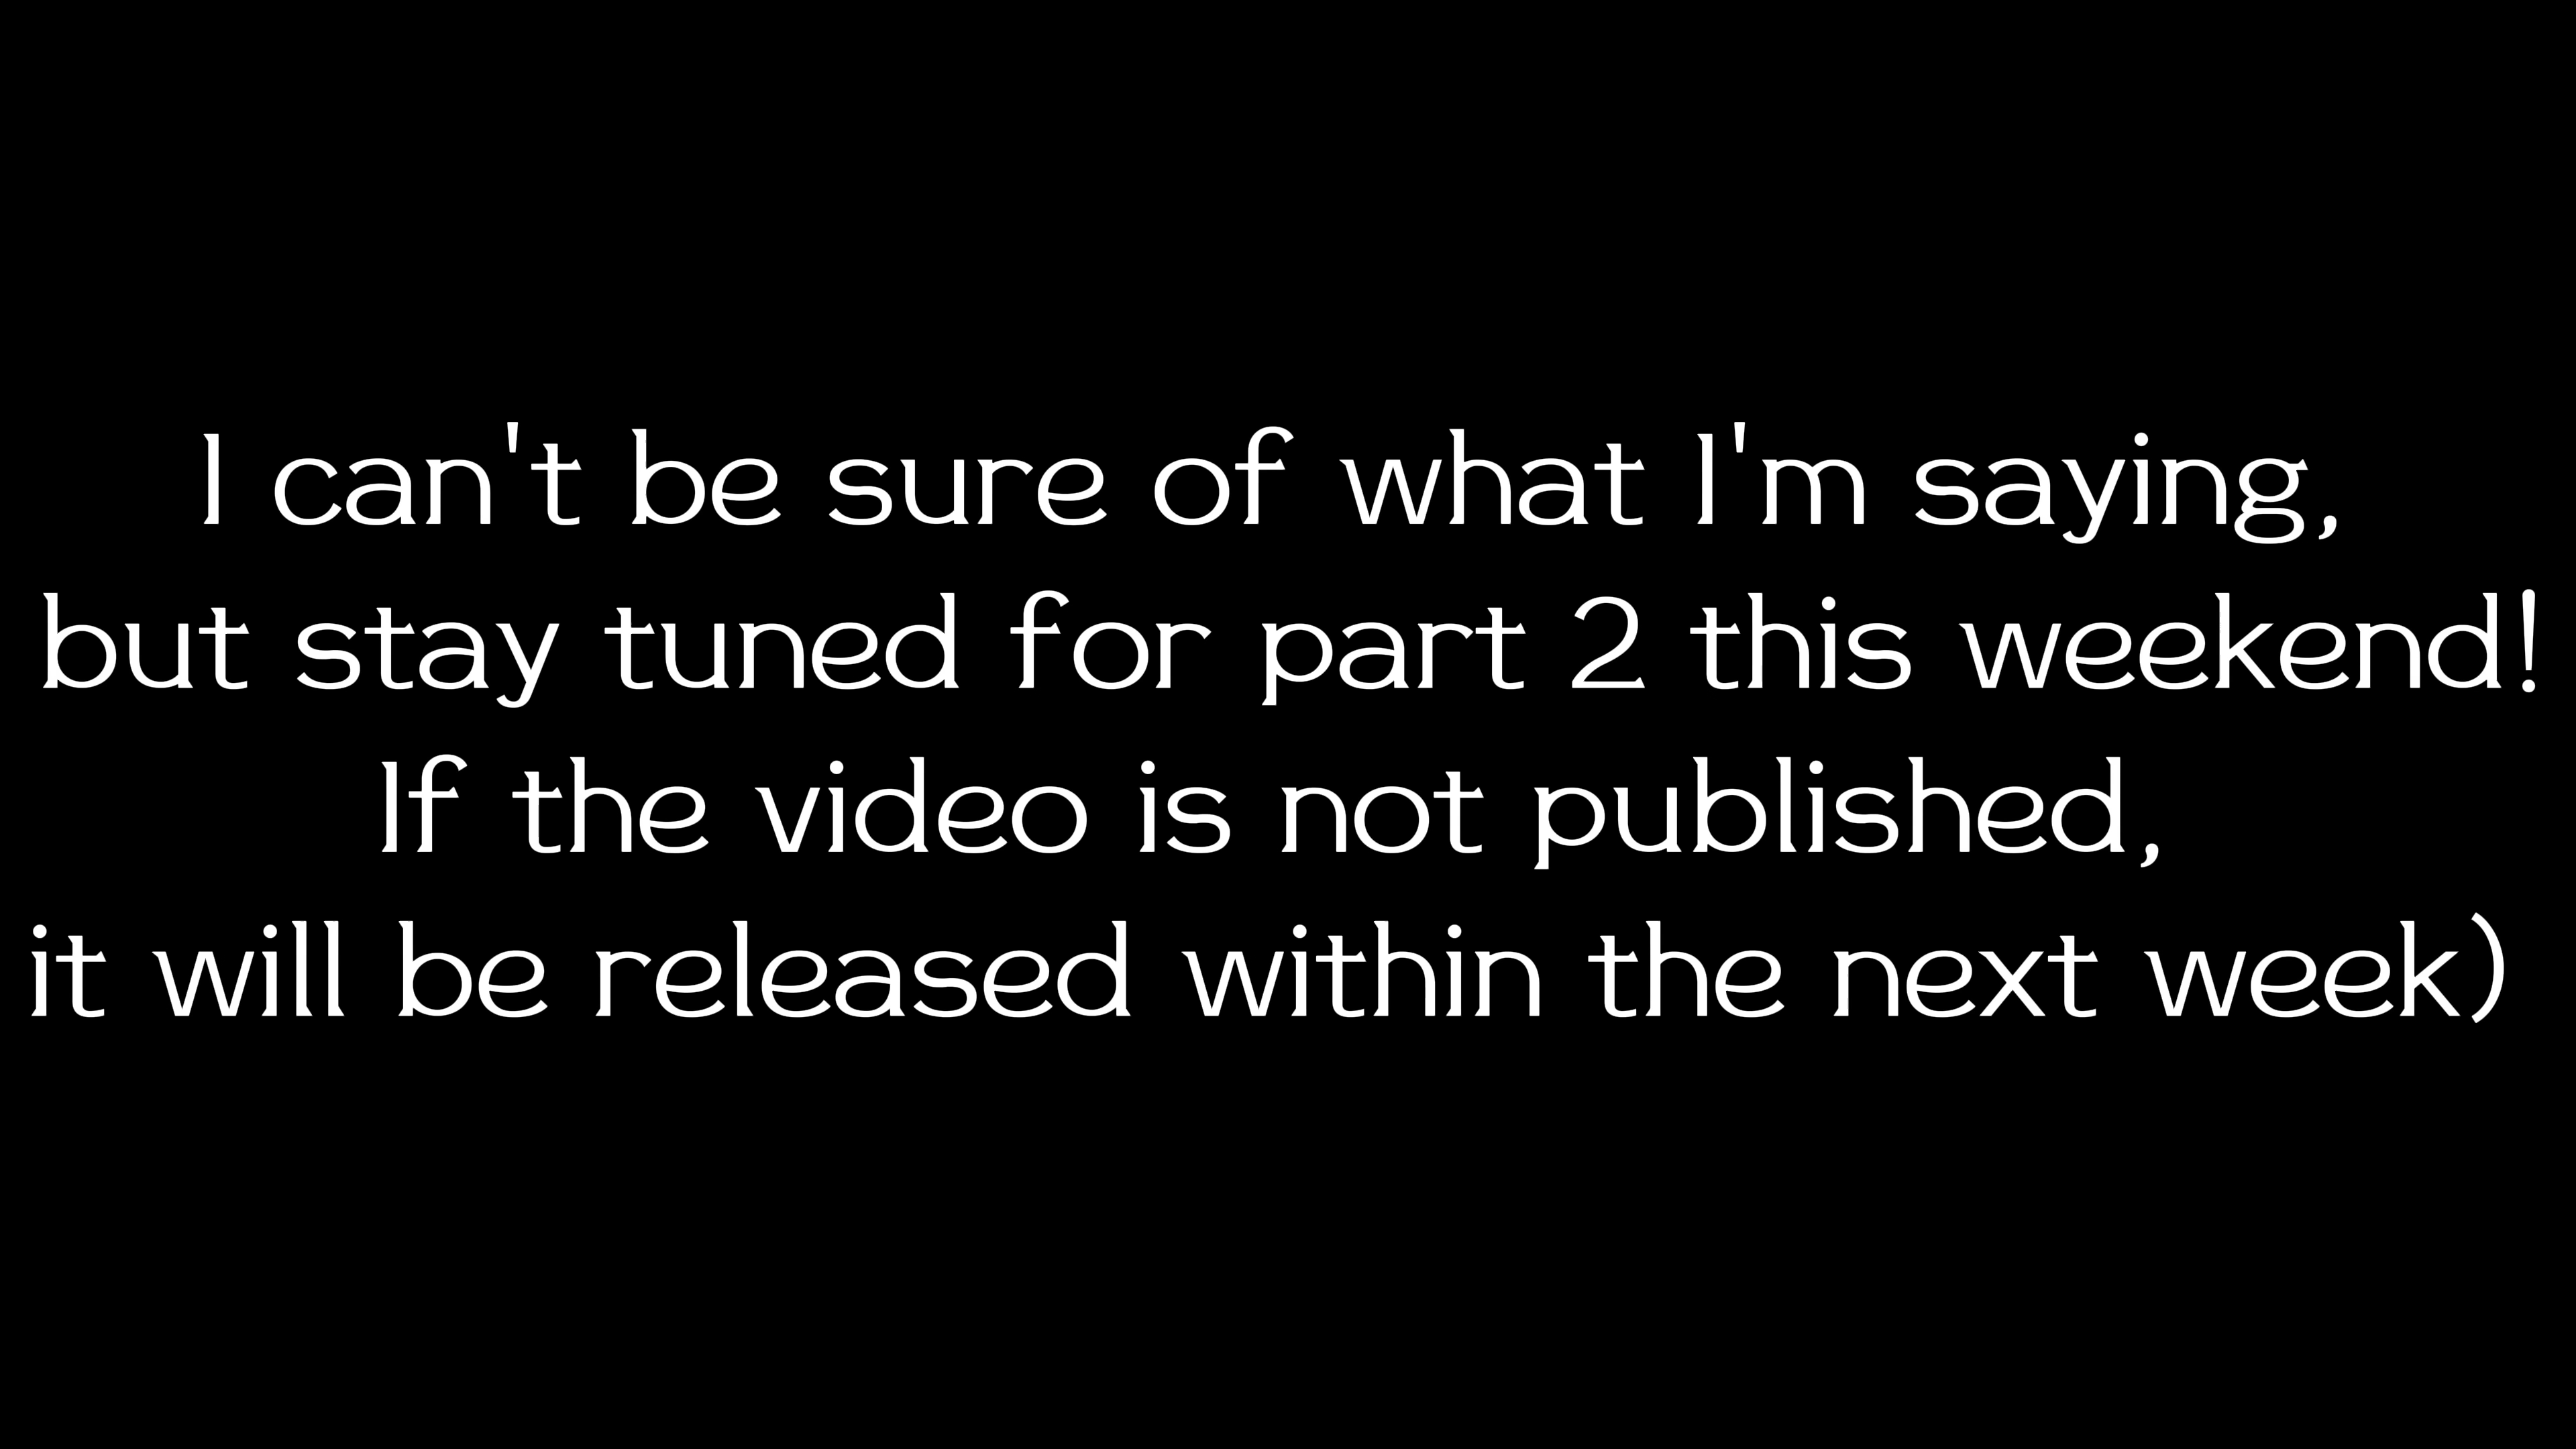 I can't be sure of what I'm saying,
but stay tuned for part 2 this weekend!
If the video is not published,
it will be released within the next week)